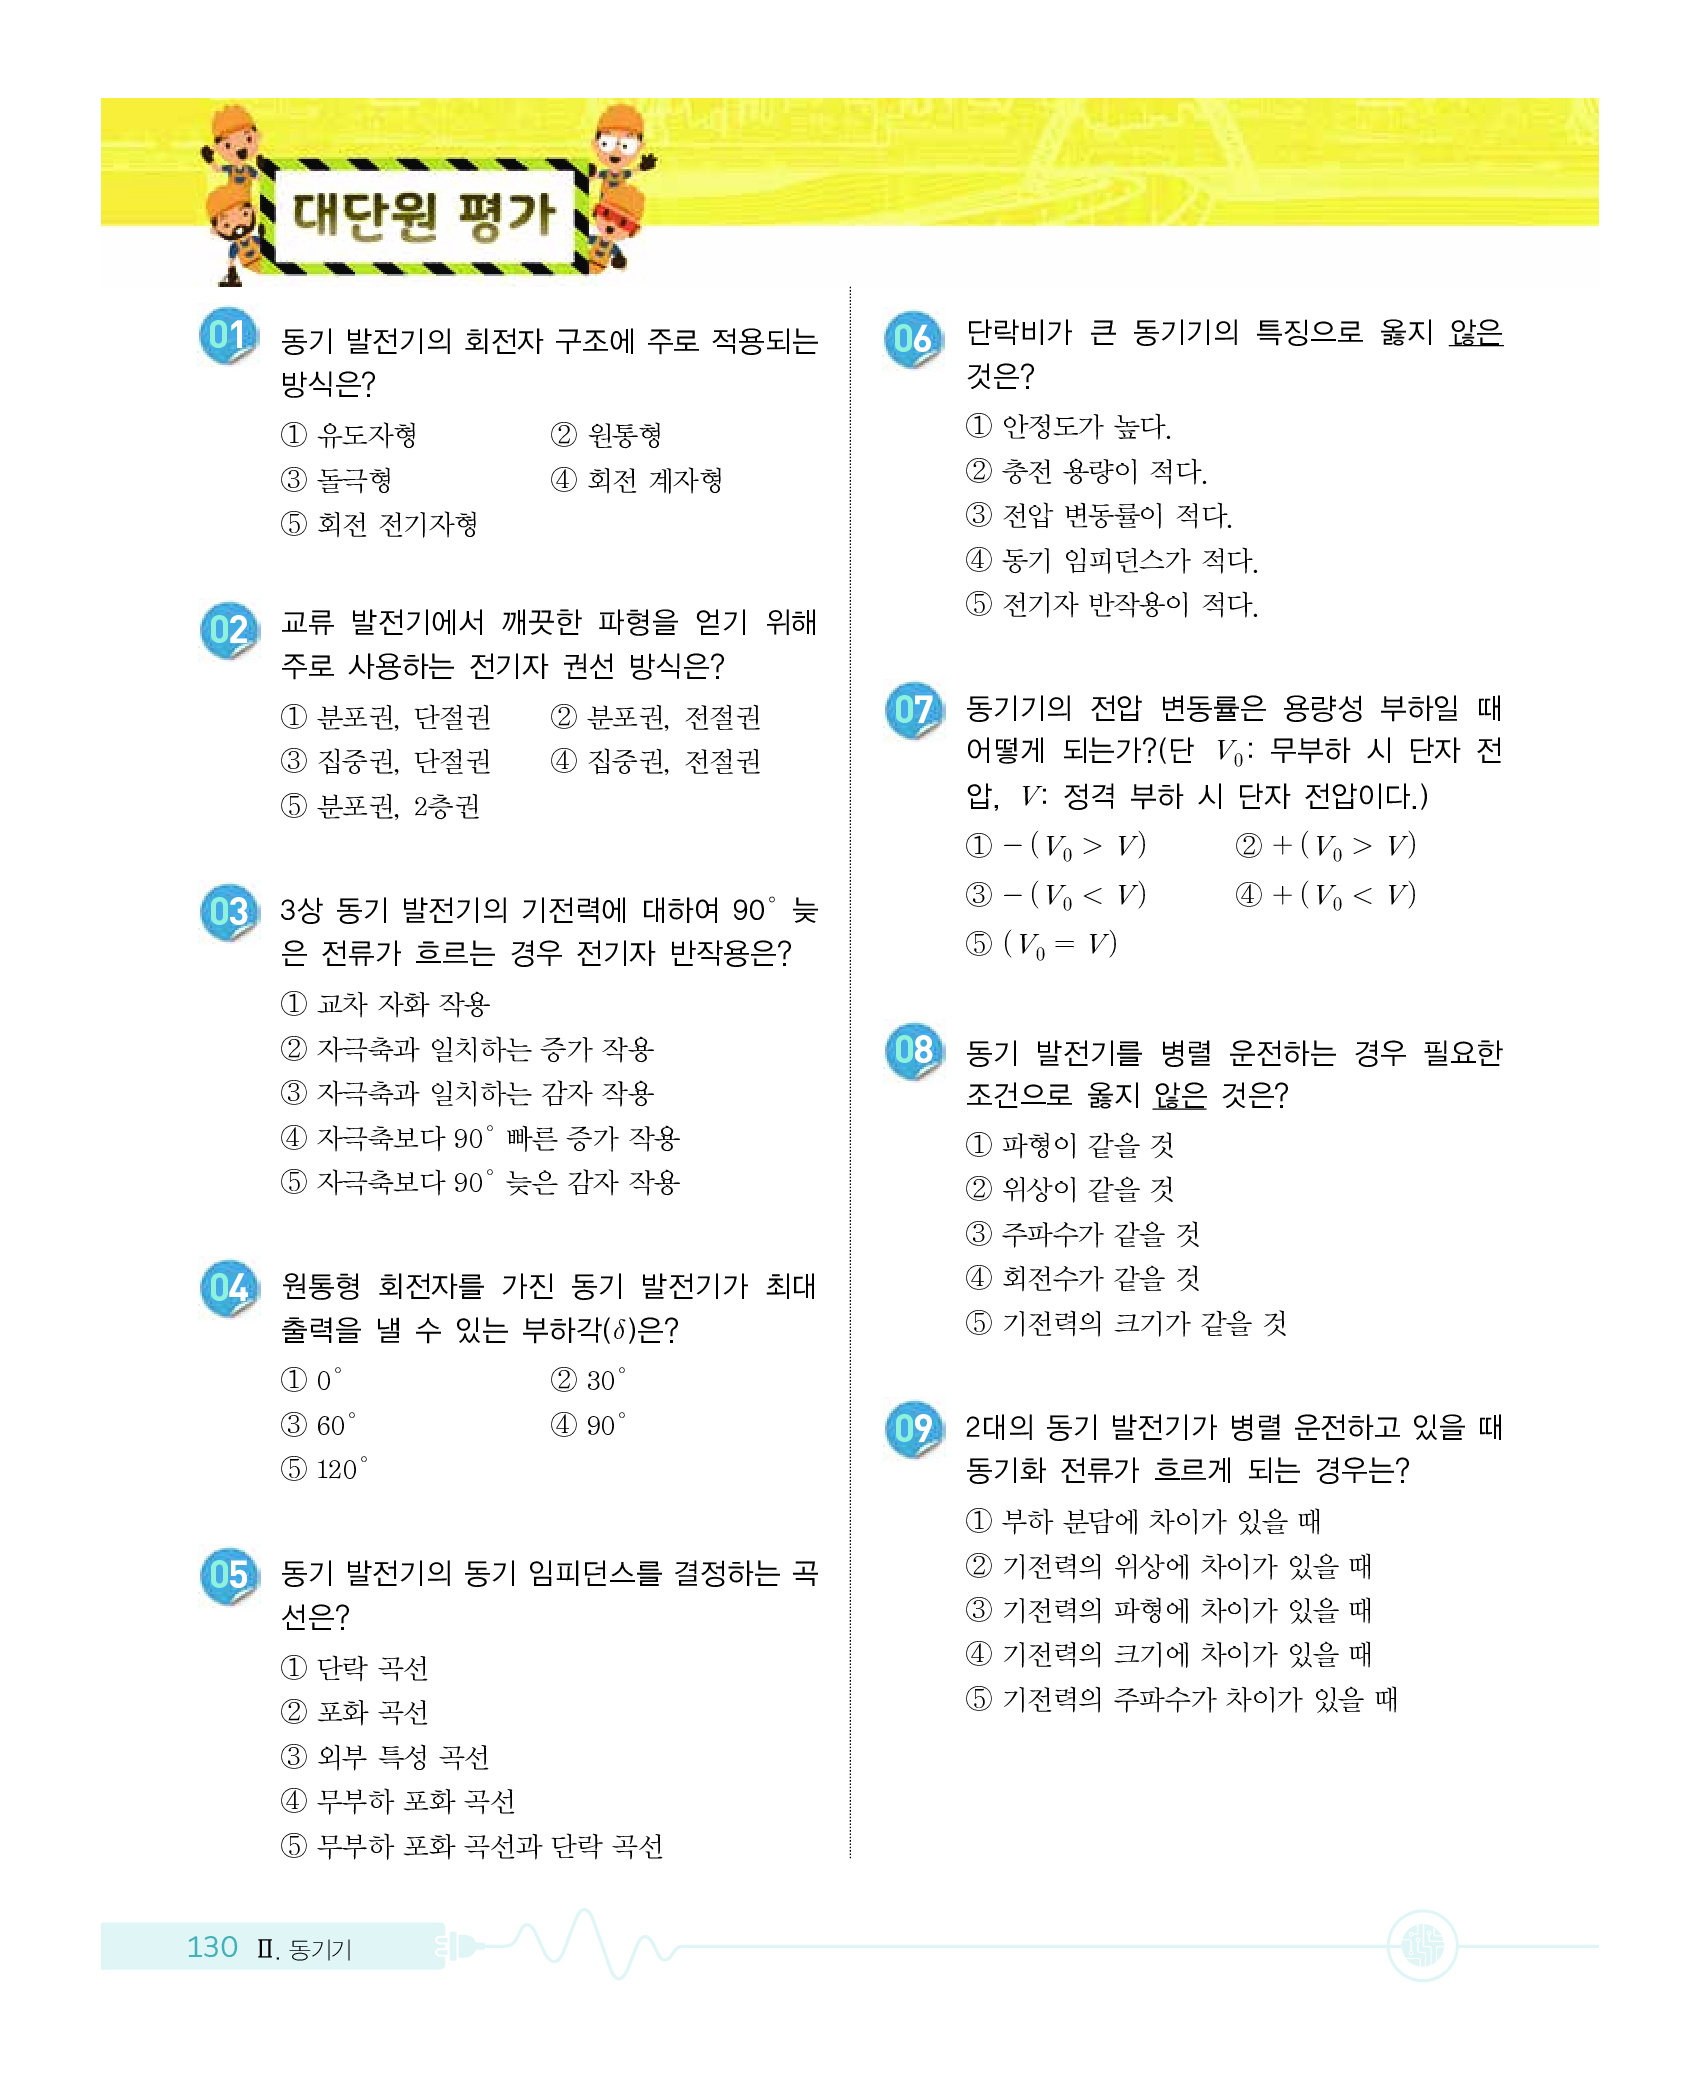 대단원 평가
01 동기 발전기의 회전자 구조에 주로 적용되는
방식은?
① 유도자형 ② 원통형
③ 돌극형 ④ 회전 계자형
⑤ 회전 전기자형
02 교류 발전기에서 깨끗한 파형을 얻기 위해
주로 사용하는 전기자 권선 방식은?
① 분포권, 단절권 ② 분포권, 전절권
③ 집중권, 단절권 ④ 집중권, 전절권
⑤ 분포권, 2층권
03 3상 동기 발전기의 기전력에 대하여 90° 늦
은 전류가 흐르는 경우 전기자 반작용은?
① 교차 자화 작용
② 자극축과 일치하는 증가 작용
③ 자극축과 일치하는 감자 작용
④ 자극축보다 90° 빠른 증가 작용
⑤ 자극축보다 90° 늦은 감자 작용
04 원통형 회전자를 가진 동기 발전기가 최대
출력을 낼 수 있는 부하각(δ)은?
① 0° ② 30°
③ 60° ④ 90°
⑤ 120°
05 동기 발전기의 동기 임피던스를 결정하는 곡
선은?
① 단락 곡선
② 포화 곡선
③ 외부 특성 곡선
④ 무부하 포화 곡선
⑤ 무부하 포화 곡선과 단락 곡선
06 단락비가 큰 동기기의 특징으로 옳지 않은
것은?
① 안정도가 높다.
② 충전 용량이 적다.
③ 전압 변동률이 적다.
④ 동기 임피던스가 적다.
⑤ 전기자 반작용이 적다.
07 동기기의 전압 변동률은 용량성 부하일 때
어떻게 되는가?(단 V₀: 무부하 시 단자 전
압, V: 정격 부하 시 단자 전압이다.)
① −(V₀ > V) ② +(V₀ > V)
③ −(V₀ < V) ④ +(V₀ < V)
⑤ (V₀ = V)
08 동기 발전기를 병렬 운전하는 경우 필요한
조건으로 옳지 않은 것은?
① 파형이 같을 것
② 위상이 같을 것
③ 주파수가 같을 것
④ 회전수가 같을 것
⑤ 기전력의 크기가 같을 것
09 2대의 동기 발전기가 병렬 운전하고 있을 때
동기화 전류가 흐르게 되는 경우는?
① 부하 분담에 차이가 있을 때
② 기전력의 위상에 차이가 있을 때
③ 기전력의 파형에 차이가 있을 때
④ 기전력의 크기에 차이가 있을 때
⑤ 기전력의 주파수가 차이가 있을 때
130 Ⅱ. 동기기